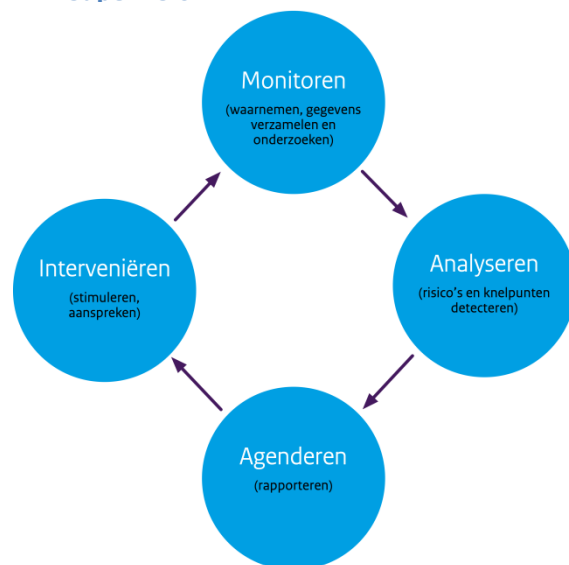 Monitoren
(waarnemen, gegevens
verzamelen en
onderzoeken)
Analyseren
(risico's en knelpunten
detecteren)
Interveniëren
(stimuleren,
aanspreken)
Agenderen
(rapporteren)